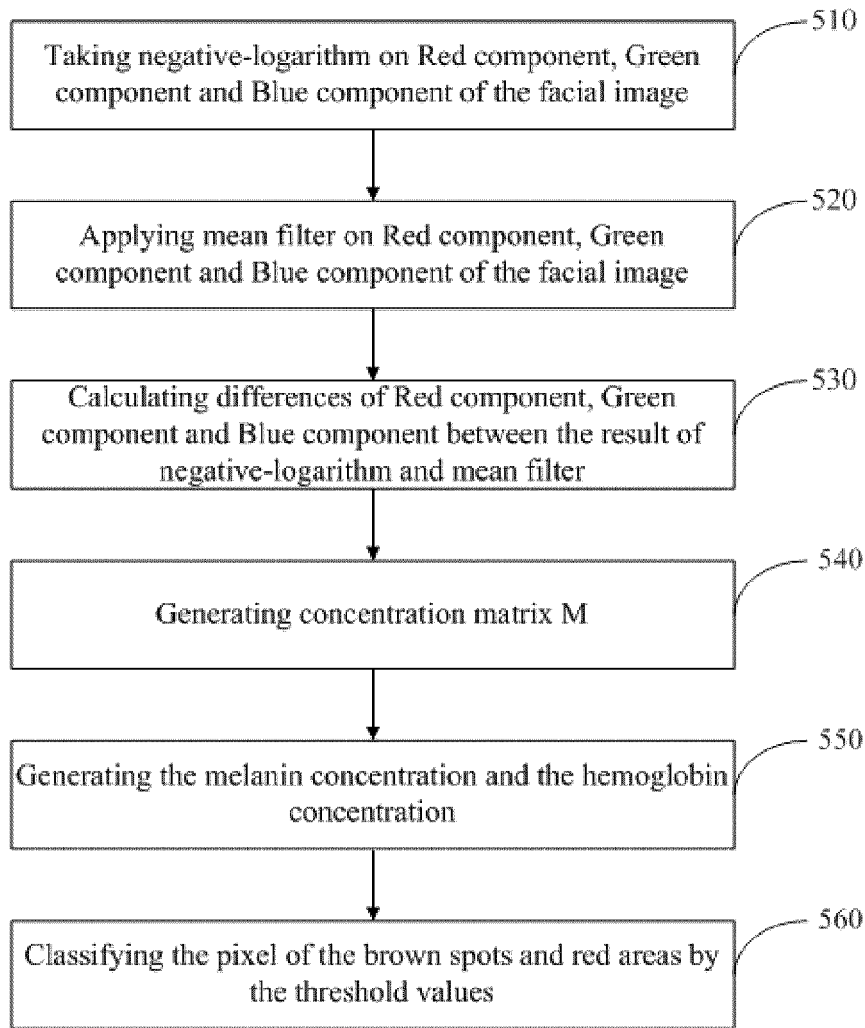 510
Taking negative-logarithm on Red component, Green
component and Blue component of the facial image
520
Applying mean filter on Red component, Green
component and Blue component of the facial image
530
Calculating differences of Red component, Green
component and Blue component between the result of
negative-logarithm and mean filter
540
Generating concentration matrix M
550
Generating the melanin concentration and the hemoglobin
concentration
560
Classifying the pixel of the brown spots and red areas by
the threshold values